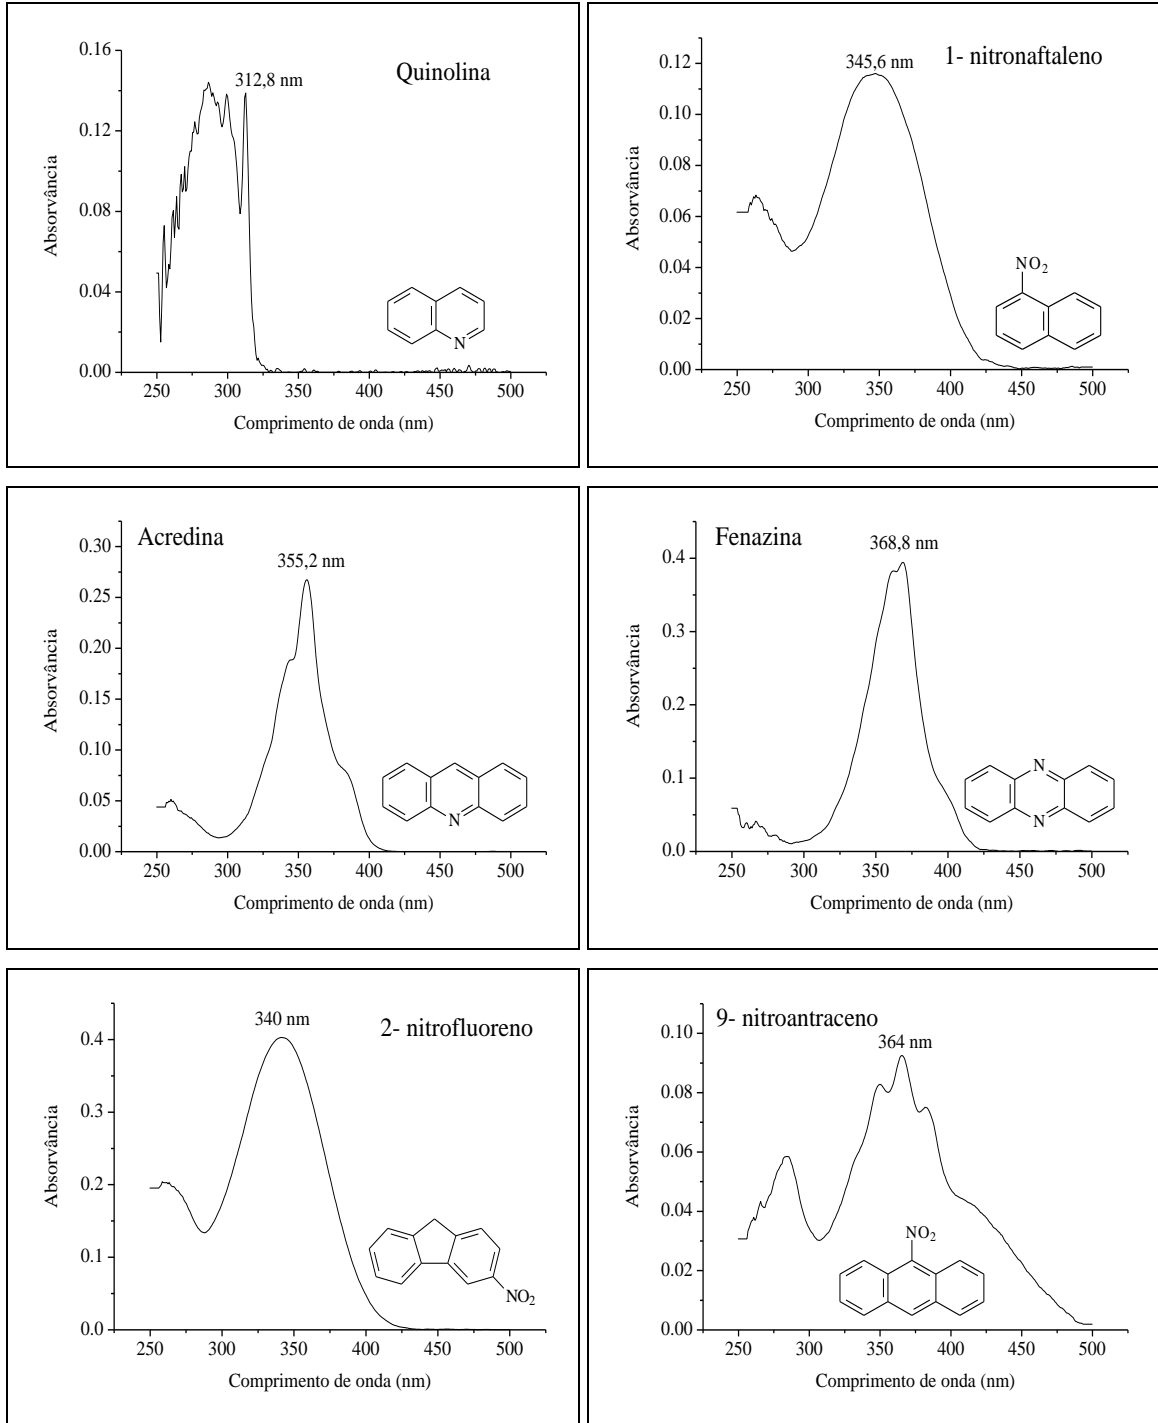 Quinolina
312,8 nm
0.16
0.12
0.08
0.04
0.00
Absorvância
N
250 300 350 400 450 500
Comprimento de onda (nm)
1- nitronaftaleno
345,6 nm
0.12
0.10
0.08
0.06
0.04
0.02
0.00
Absorvância
NO2
250 300 350 400 450 500
Comprimento de onda (nm)
Acredina
355,2 nm
0.30
0.25
0.20
0.15
0.10
0.05
0.00
Absorvância
N
250 300 350 400 450 500
Comprimento de onda (nm)
Fenazina
368,8 nm
0.4
0.3
0.2
0.1
0.0
Absorvância
N
N
250 300 350 400 450 500
Comprimento de onda (nm)
340 nm
2- nitrofluoreno
0.4
0.3
0.2
0.1
0.0
Absorvância
NO2
250 300 350 400 450 500
Comprimento de onda (nm)
9- nitroantraceno
364 nm
0.10
0.08
0.06
0.04
0.02
0.00
Absorvância
NO2
250 300 350 400 450 500
Comprimento de onda (nm)